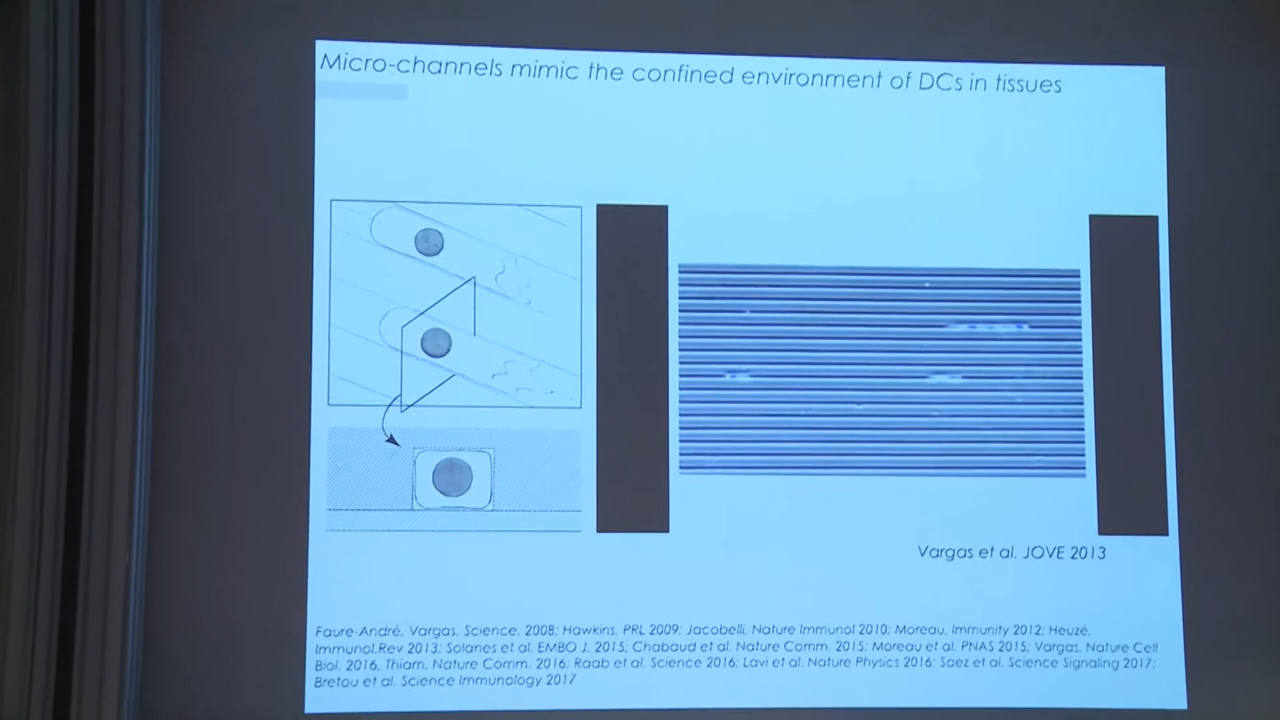 Micro-channels mimic the confined environment of DCs in tissues
Vargas et al. JOVE 2013
Faure-André, Vargas. Science. 2008; Hawkins. PRL 2009; Jacobelli, Nature Immunol 2010; Moreau. Immunity 2012; Heuzé.
Immunol.Rev 2013; Solanes et al. EMBO J. 2015; Chabaud et al. Nature Comm. 2015; Moreau et al. PNAS 2015; Vargas. Nature Cell
Biol. 2016. Thiam. Nature Comm. 2016; Raab et al. Science 2016; Lavi et al. Nature Physics 2016; Saez et al. Science Signaling 2017;
Bretou et al. Science Immunology 2017